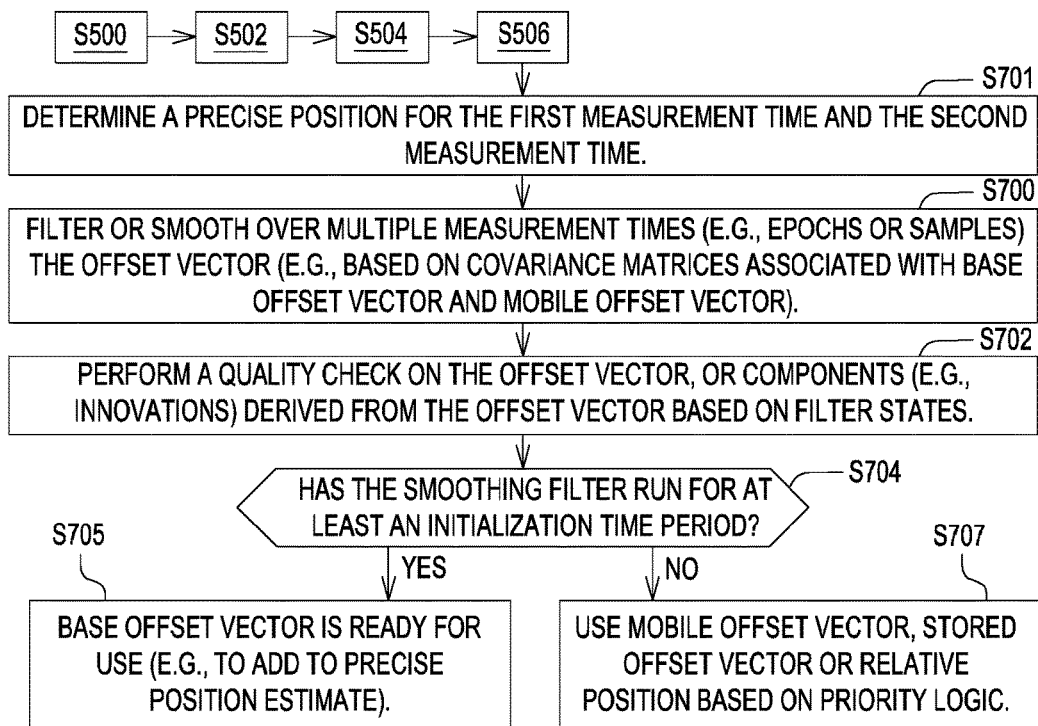 S500
S502
S504
S506
S701
DETERMINE A PRECISE POSITION FOR THE FIRST MEASUREMENT TIME AND THE SECOND
MEASUREMENT TIME.
S700
FILTER OR SMOOTH OVER MULTIPLE MEASUREMENT TIMES (E.G., EPOCHS OR SAMPLES)
THE OFFSET VECTOR (E.G., BASED ON COVARIANCE MATRICES ASSOCIATED WITH BASE
OFFSET VECTOR AND MOBILE OFFSET VECTOR).
S702
PERFORM A QUALITY CHECK ON THE OFFSET VECTOR, OR COMPONENTS (E.G.,
INNOVATIONS) DERIVED FROM THE OFFSET VECTOR BASED ON FILTER STATES.
S704
HAS THE SMOOTHING FILTER RUN FOR AT
LEAST AN INITIALIZATION TIME PERIOD?
S705
YES
NO
S707
BASE OFFSET VECTOR IS READY FOR
USE (E.G., TO ADD TO PRECISE
POSITION ESTIMATE).
USE MOBILE OFFSET VECTOR, STORED
OFFSET VECTOR OR RELATIVE
POSITION BASED ON PRIORITY LOGIC.